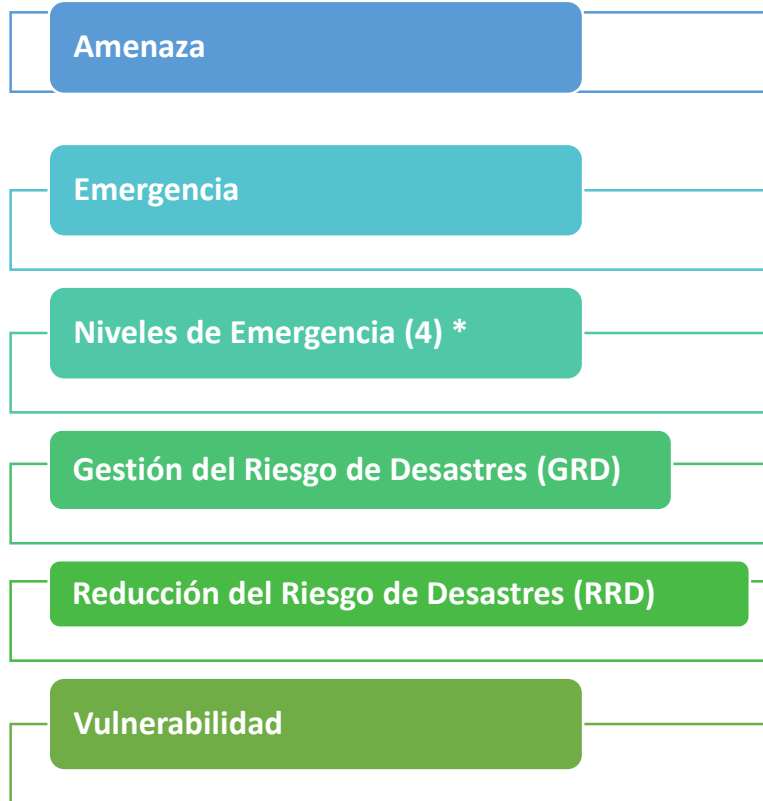 Amenaza
Emergencia
Niveles de Emergencia (4) *
Gestión del Riesgo de Desastres (GRD)
Reducción del Riesgo de Desastres (RRD)
Vulnerabilidad